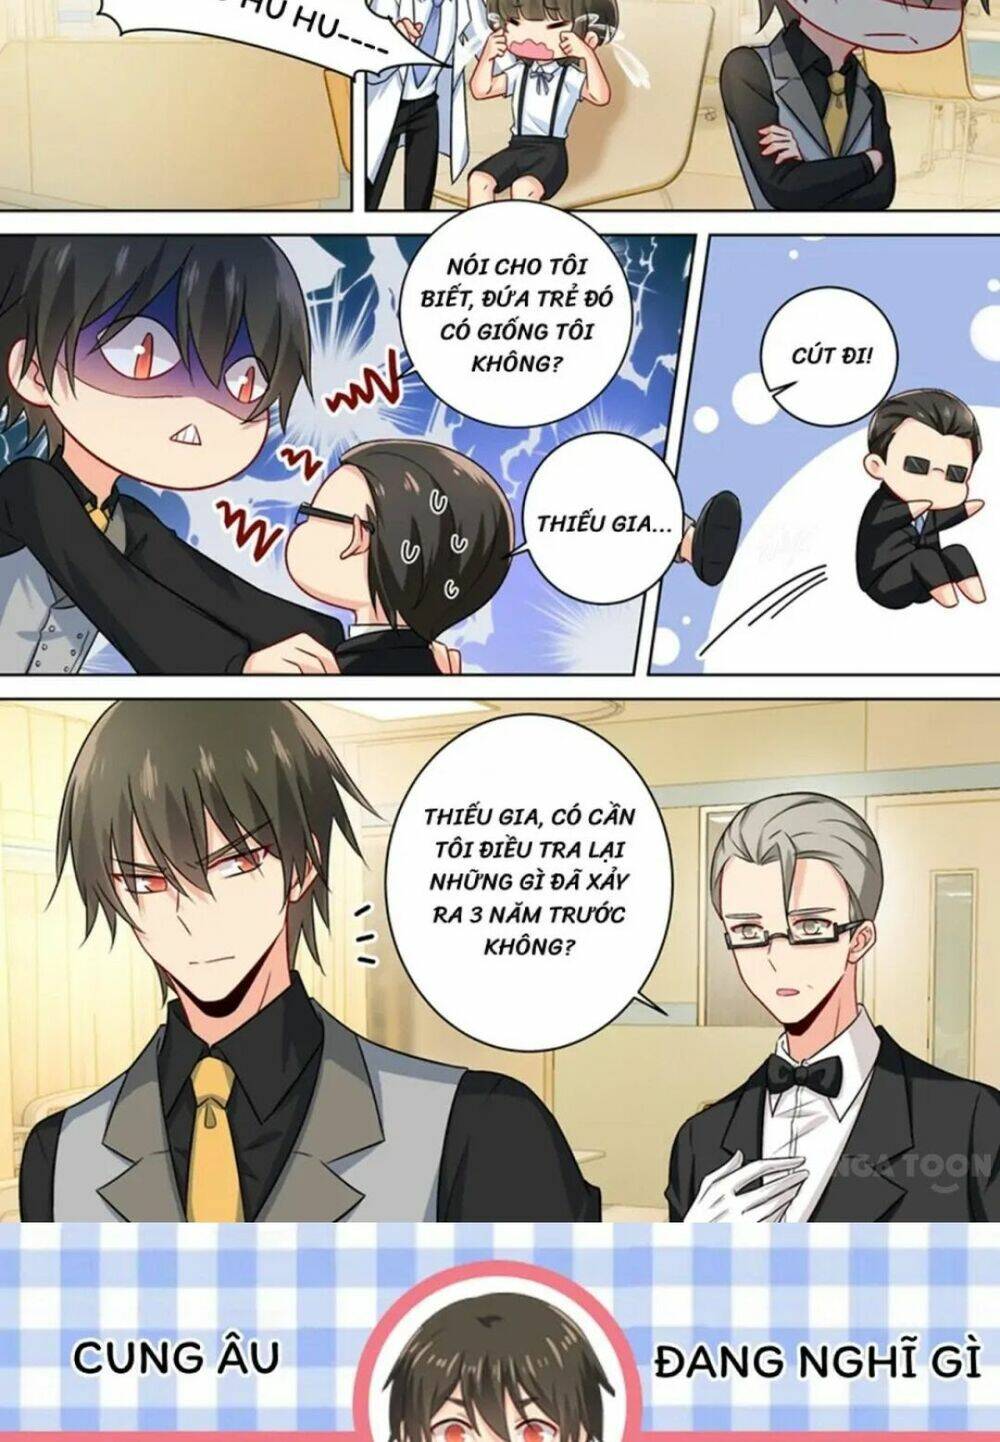 HU HU----
NÓI CHO TÔI
BIẾT, ĐỨA TRẺ ĐÓ
CÓ GIỐNG TÔI
KHÔNG?
THIẾU GIA...
CÚT ĐI!
THIẾU GIA, CÓ CẦN
TÔI ĐIỀU TRA LẠI
NHỮNG GÌ ĐÃ XẢY
RA 3 NĂM TRƯỚC
KHÔNG?
NGA TOON
CUNG ÂU
ĐANG NGHĨ GÌ